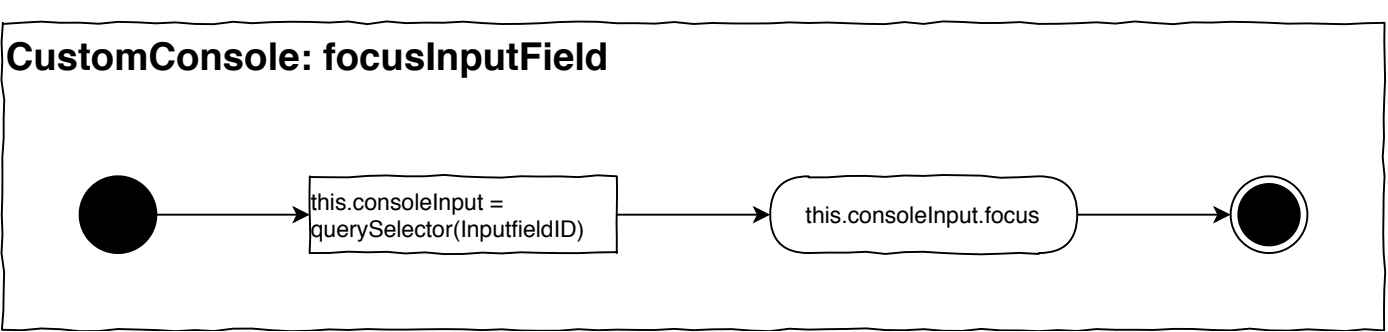 CustomConsole: focusInputField
this.consoleInput =
querySelector(InputfieldID)
this.consoleInput.focus